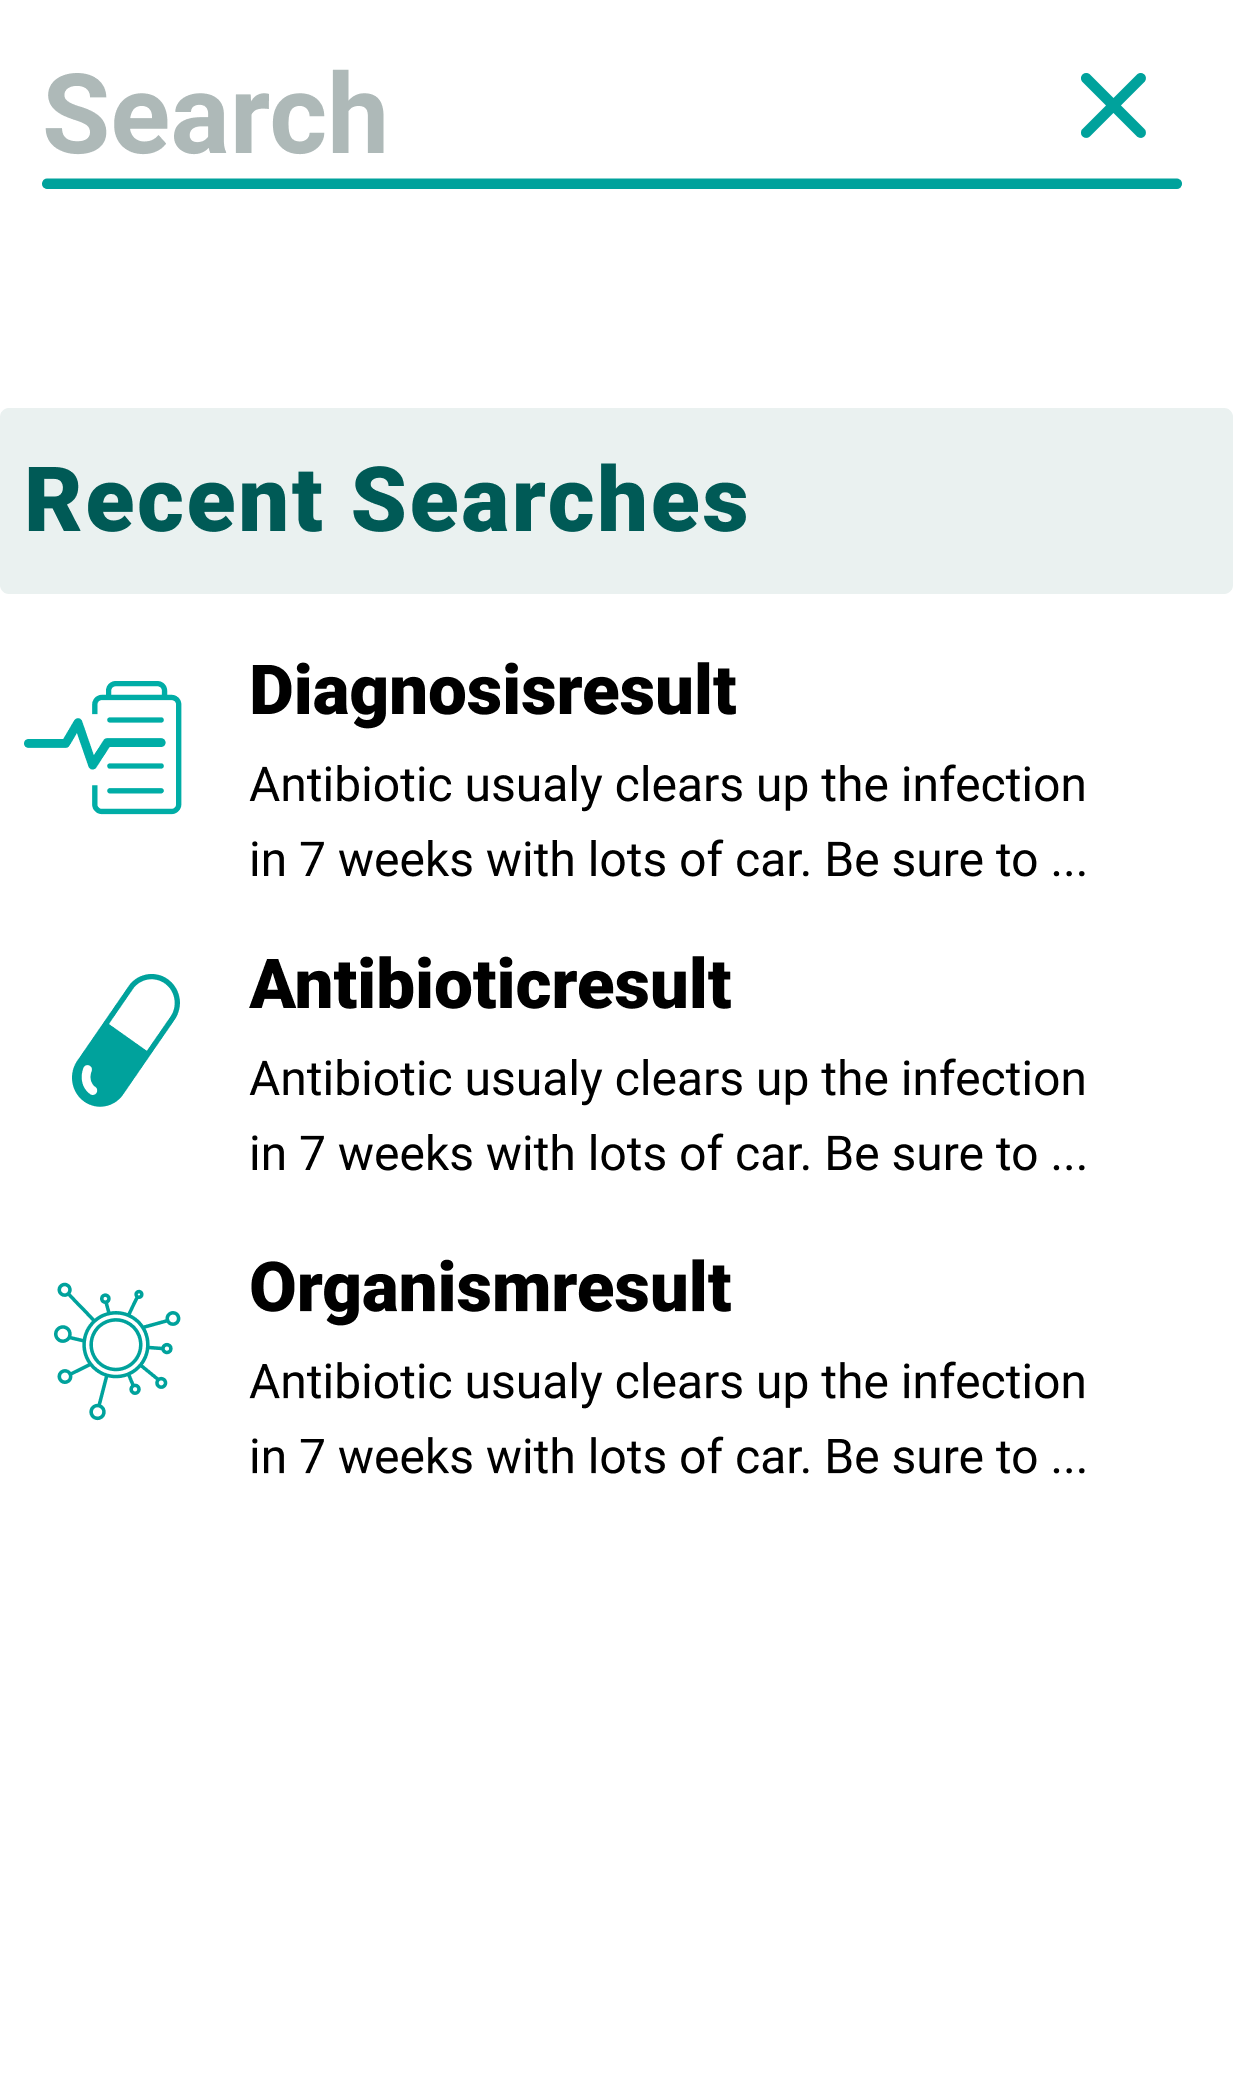 Search
Recent Searches
Diagnosisresult
Antibiotic usualy clears up the infection
in 7 weeks with lots of car. Be sure to ...
Antibioticresult
Antibiotic usualy clears up the infection
in 7 weeks with lots of car. Be sure to ...
Organismresult
Antibiotic usualy clears up the infection
in 7 weeks with lots of car. Be sure to ...